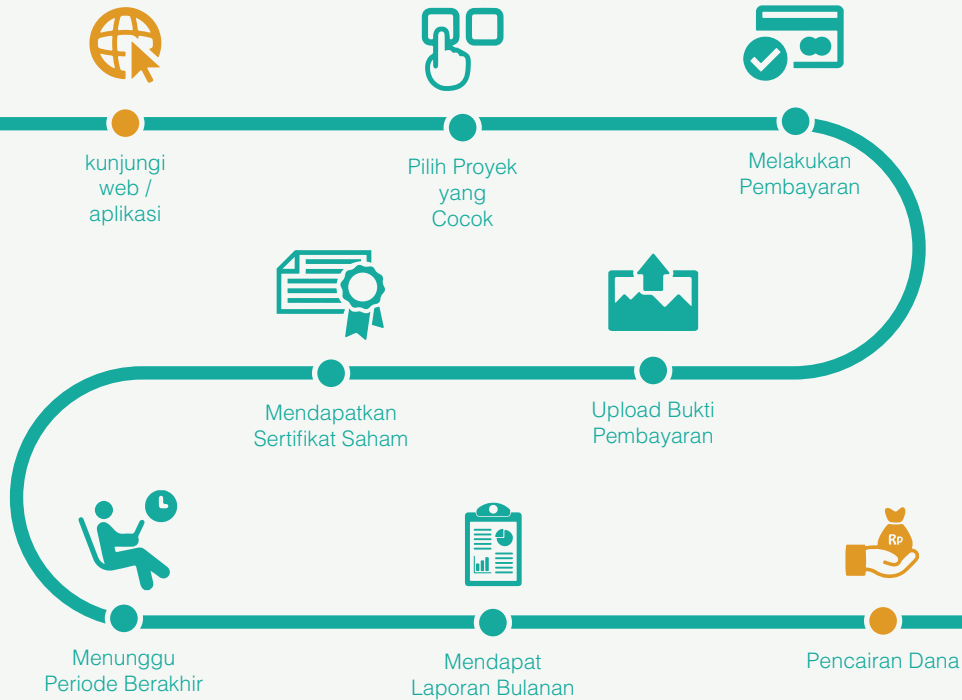 kunjungi
web /
aplikasi
Pilih Proyek
yang
Cocok
Melakukan
Pembayaran
Upload Bukti
Pembayaran
Mendapatkan
Sertifikat Saham
Menunggu
Periode Berakhir
Mendapat
Laporan Bulanan
Rp
Pencairan Dana